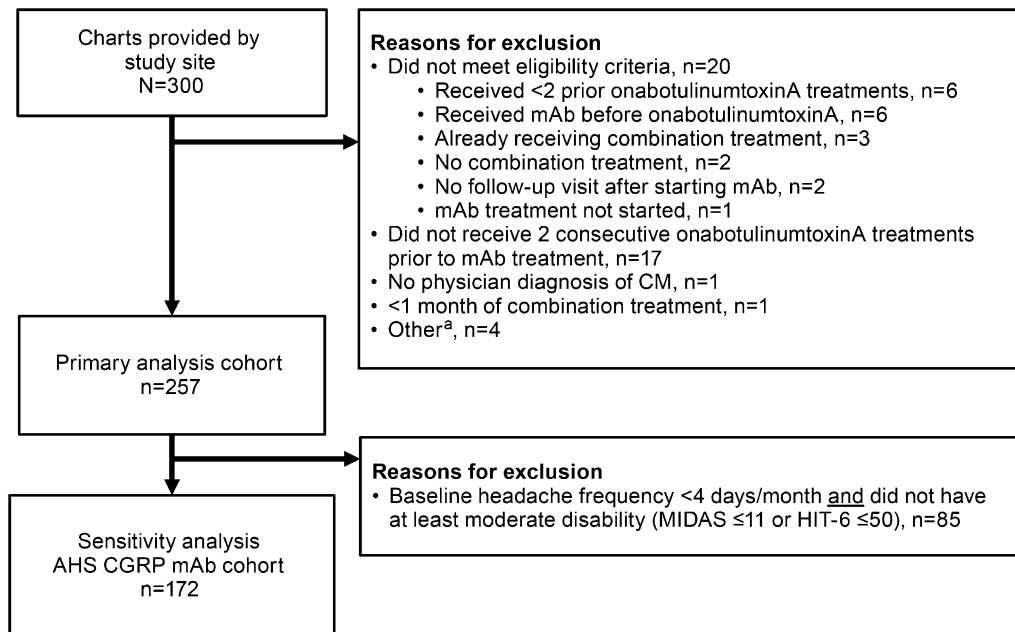 Charts provided by
study site
N=300
Reasons for exclusion
• Did not meet eligibility criteria, n=20
• Received <2 prior onabotulinumtoxinA treatments, n=6
• Received mAb before onabotulinumtoxinA, n=6
• Already receiving combination treatment, n=3
• No combination treatment, n=2
• No follow-up visit after starting mAb, n=2
• mAb treatment not started, n=1
• Did not receive 2 consecutive onabotulinumtoxinA treatments
prior to mAb treatment, n=17
• No physician diagnosis of CM, n=1
• <1 month of combination treatment, n=1
• Otherᵃ, n=4
Primary analysis cohort
n=257
Reasons for exclusion
• Baseline headache frequency <4 days/month and did not have
at least moderate disability (MIDAS ≤11 or HIT-6 ≤50), n=85
Sensitivity analysis
AHS CGRP mAb cohort
n=172